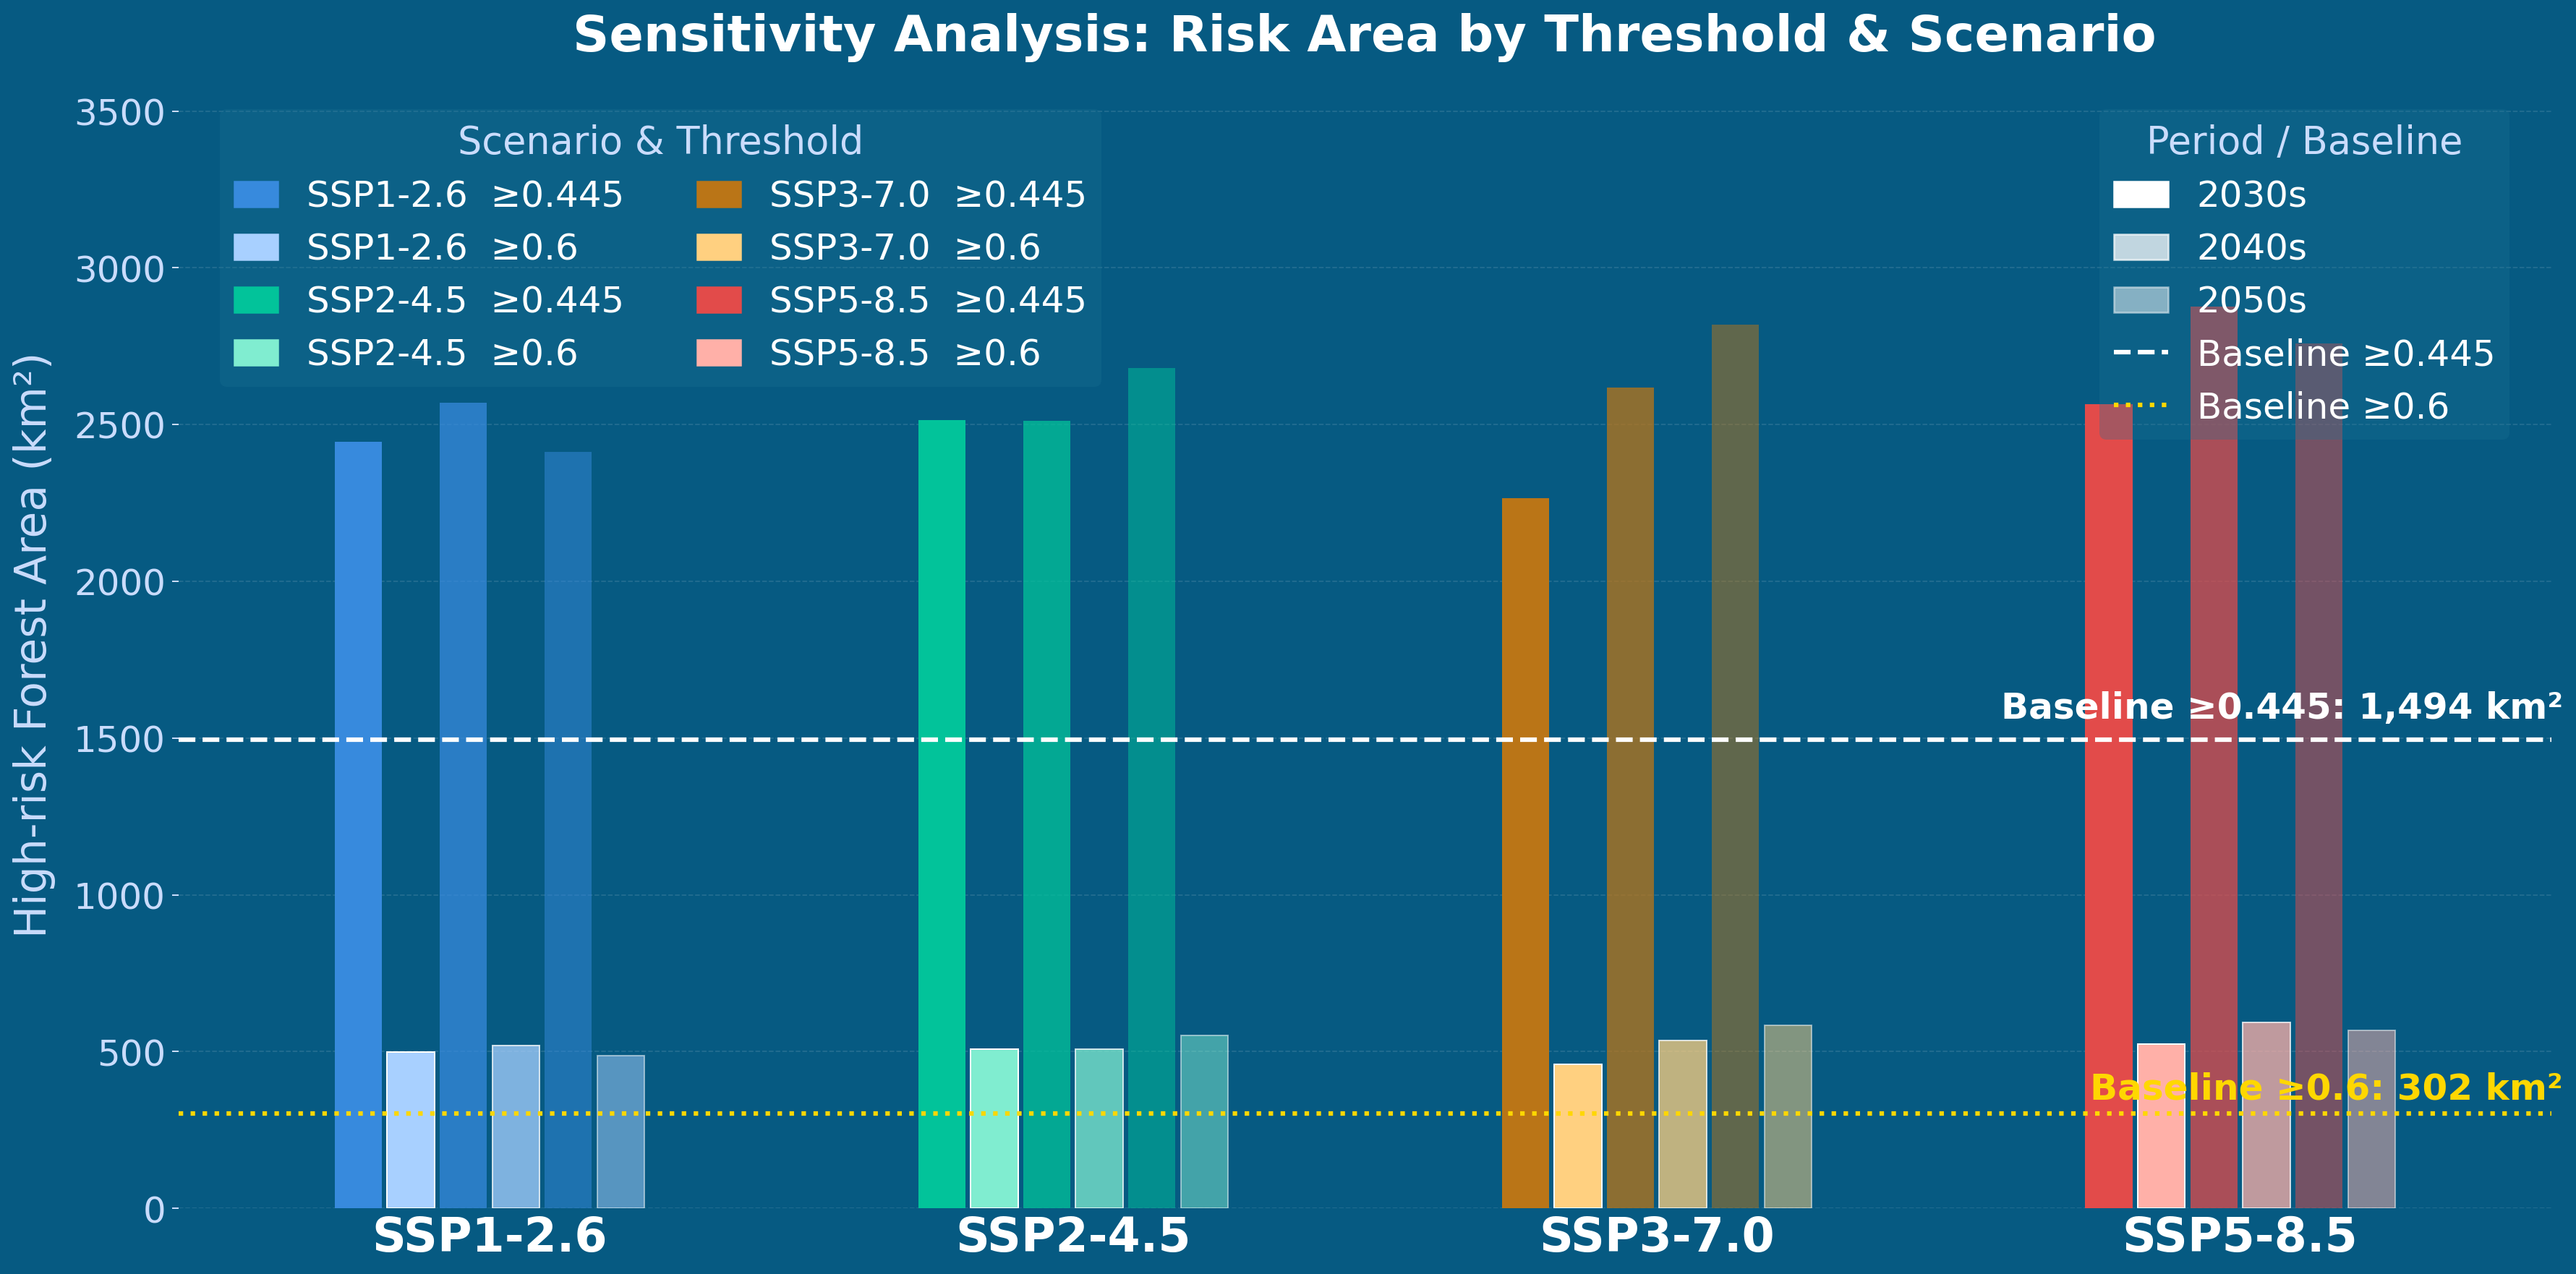 Sensitivity Analysis: Risk Area by Threshold & Scenario
High-risk Forest Area (km²)
3500
3000
2500
2000
1500
1000
500
0
Scenario & Threshold
SSP1-2.6 ≥0.445
SSP1-2.6 ≥0.6
SSP2-4.5 ≥0.445
SSP2-4.5 ≥0.6
SSP3-7.0 ≥0.445
SSP3-7.0 ≥0.6
SSP5-8.5 ≥0.445
SSP5-8.5 ≥0.6
Period / Baseline
2030s
2040s
2050s
Baseline ≥0.445
Baseline ≥0.6
Baseline ≥0.445: 1,494 km²
Baseline ≥0.6: 302 km²
SSP1-2.6
SSP2-4.5
SSP3-7.0
SSP5-8.5